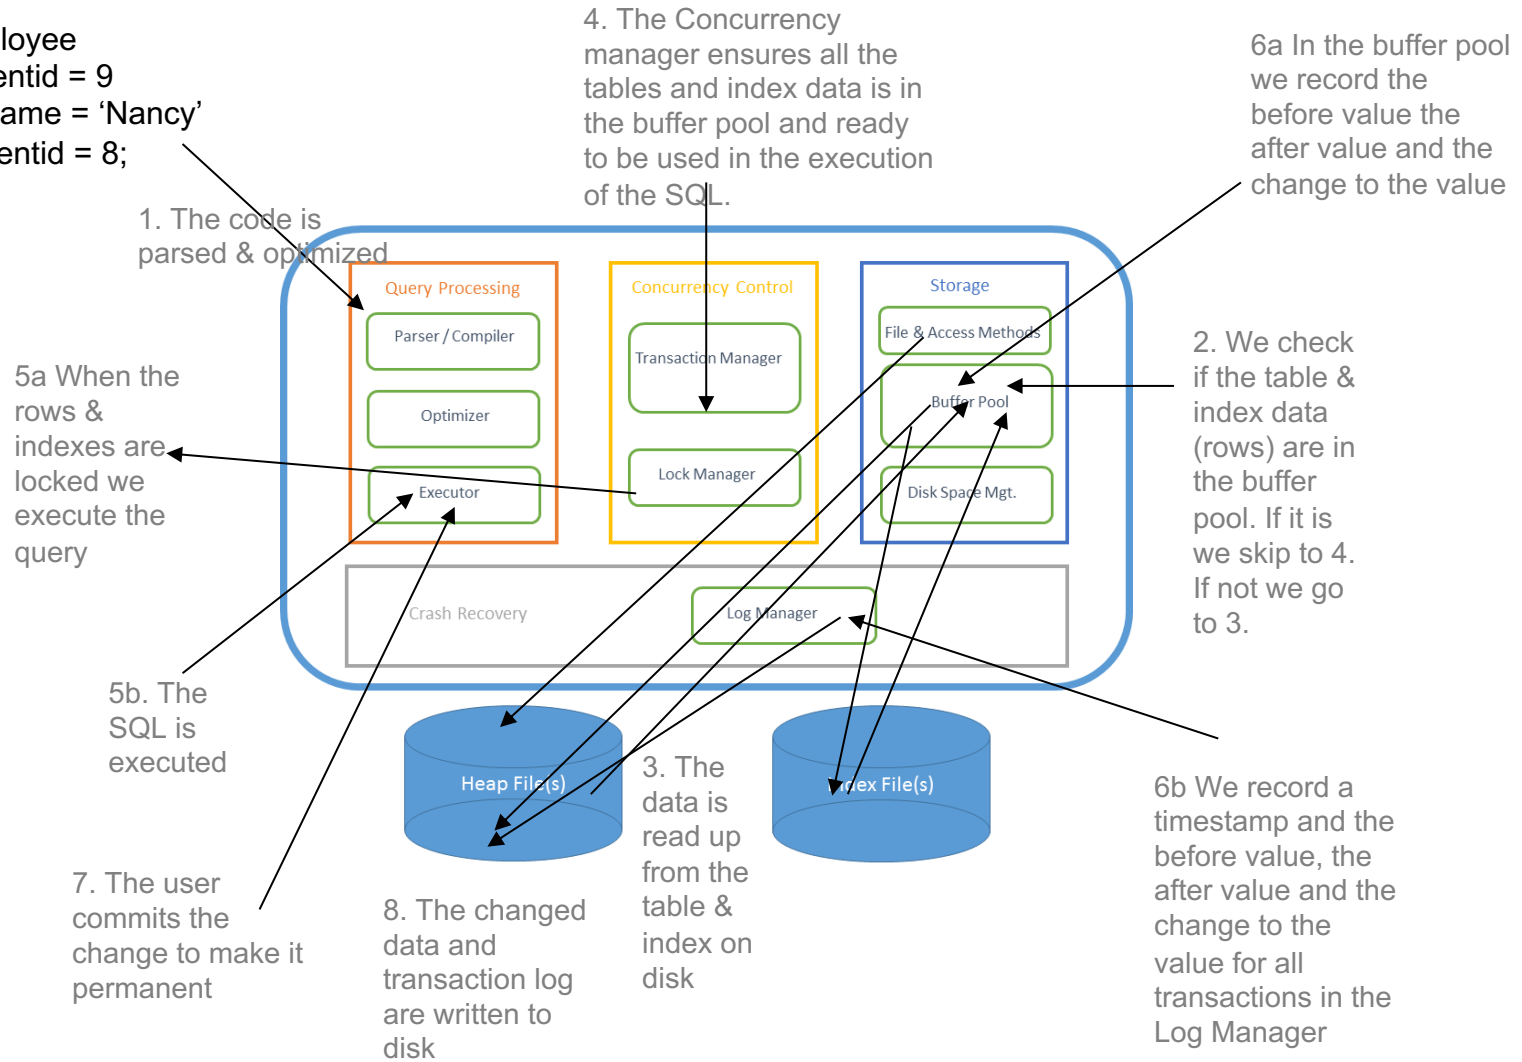 loyee
entid = 9
ame = ‘Nancy’
entid = 8;
4. The Concurrency
manager ensures all the
tables and index data is in
the buffer pool and ready
to be used in the execution
of the SQL.
6a In the buffer pool
we record the
before value the
after value and the
change to the value
1. The code is
parsed & optimized
Query Processing
Parser / Compiler
Optimizer
Executor
Concurrency Control
Transaction Manager
Lock Manager
Storage
File & Access Methods
Buffer Pool
Disk Space Mgt.
2. We check
if the table &
index data
(rows) are in
the buffer
pool. If it is
we skip to 4.
If not we go
to 3.
5a When the
rows &
indexes are
locked we
execute the
query
Crash Recovery
Log Manager
5b. The
SQL is
executed
Heap File(s)
3. The
data is
read up
from the
table &
index on
disk
Index File(s)
6b We record a
timestamp and the
before value, the
after value and the
change to the
value for all
transactions in the
Log Manager
7. The user
commits the
change to make it
permanent
8. The changed
data and
transaction log
are written to
disk